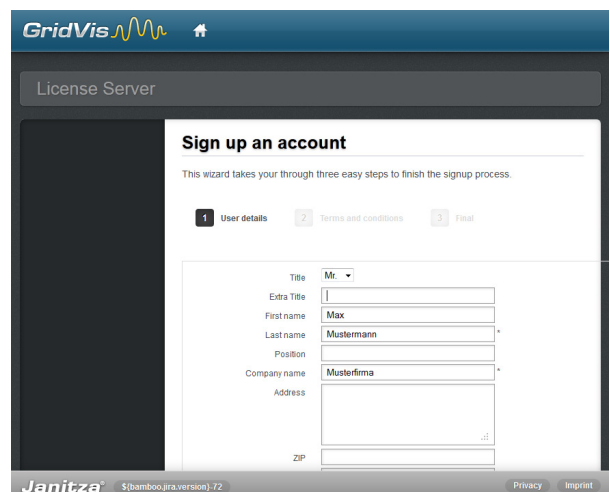 GridVis
License Server
Sign up an account
This wizard takes your through three easy steps to finish the signup process.
1 User details 2 Terms and conditions 3 Final
Title Mr.
Extra Title
First name Max
Last name Mustermann *
Position
Company name Musterfirma *
Address
ZIP
Janitza® ${bamboo.jira.version}-72 Privacy Imprint